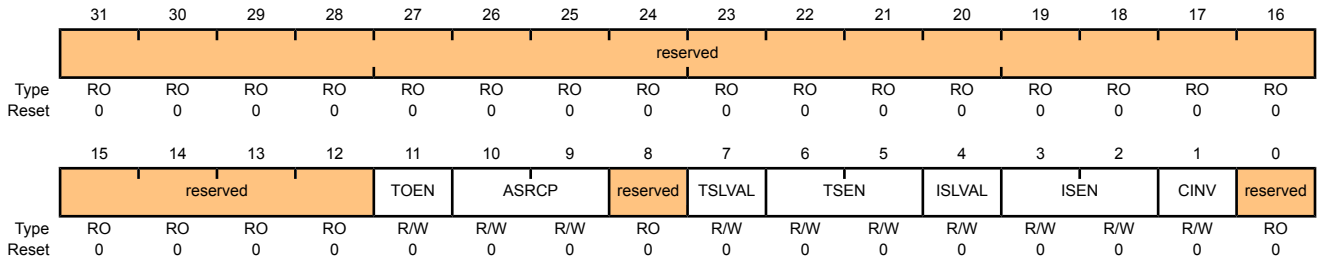 31 30 29 28 27 26 25 24 23 22 21 20 19 18 17 16
reserved
Type RO RO RO RO RO RO RO RO RO RO RO RO RO RO RO RO
Reset 0 0 0 0 0 0 0 0 0 0 0 0 0 0 0 0
15 14 13 12 11 10 9 8 7 6 5 4 3 2 1 0
reserved TOEN ASRCP reserved TSLVAL TSEN ISLVAL ISEN CINV reserved
Type RO RO RO RO R/W R/W R/W RO R/W R/W R/W R/W R/W R/W R/W RO
Reset 0 0 0 0 0 0 0 0 0 0 0 0 0 0 0 0